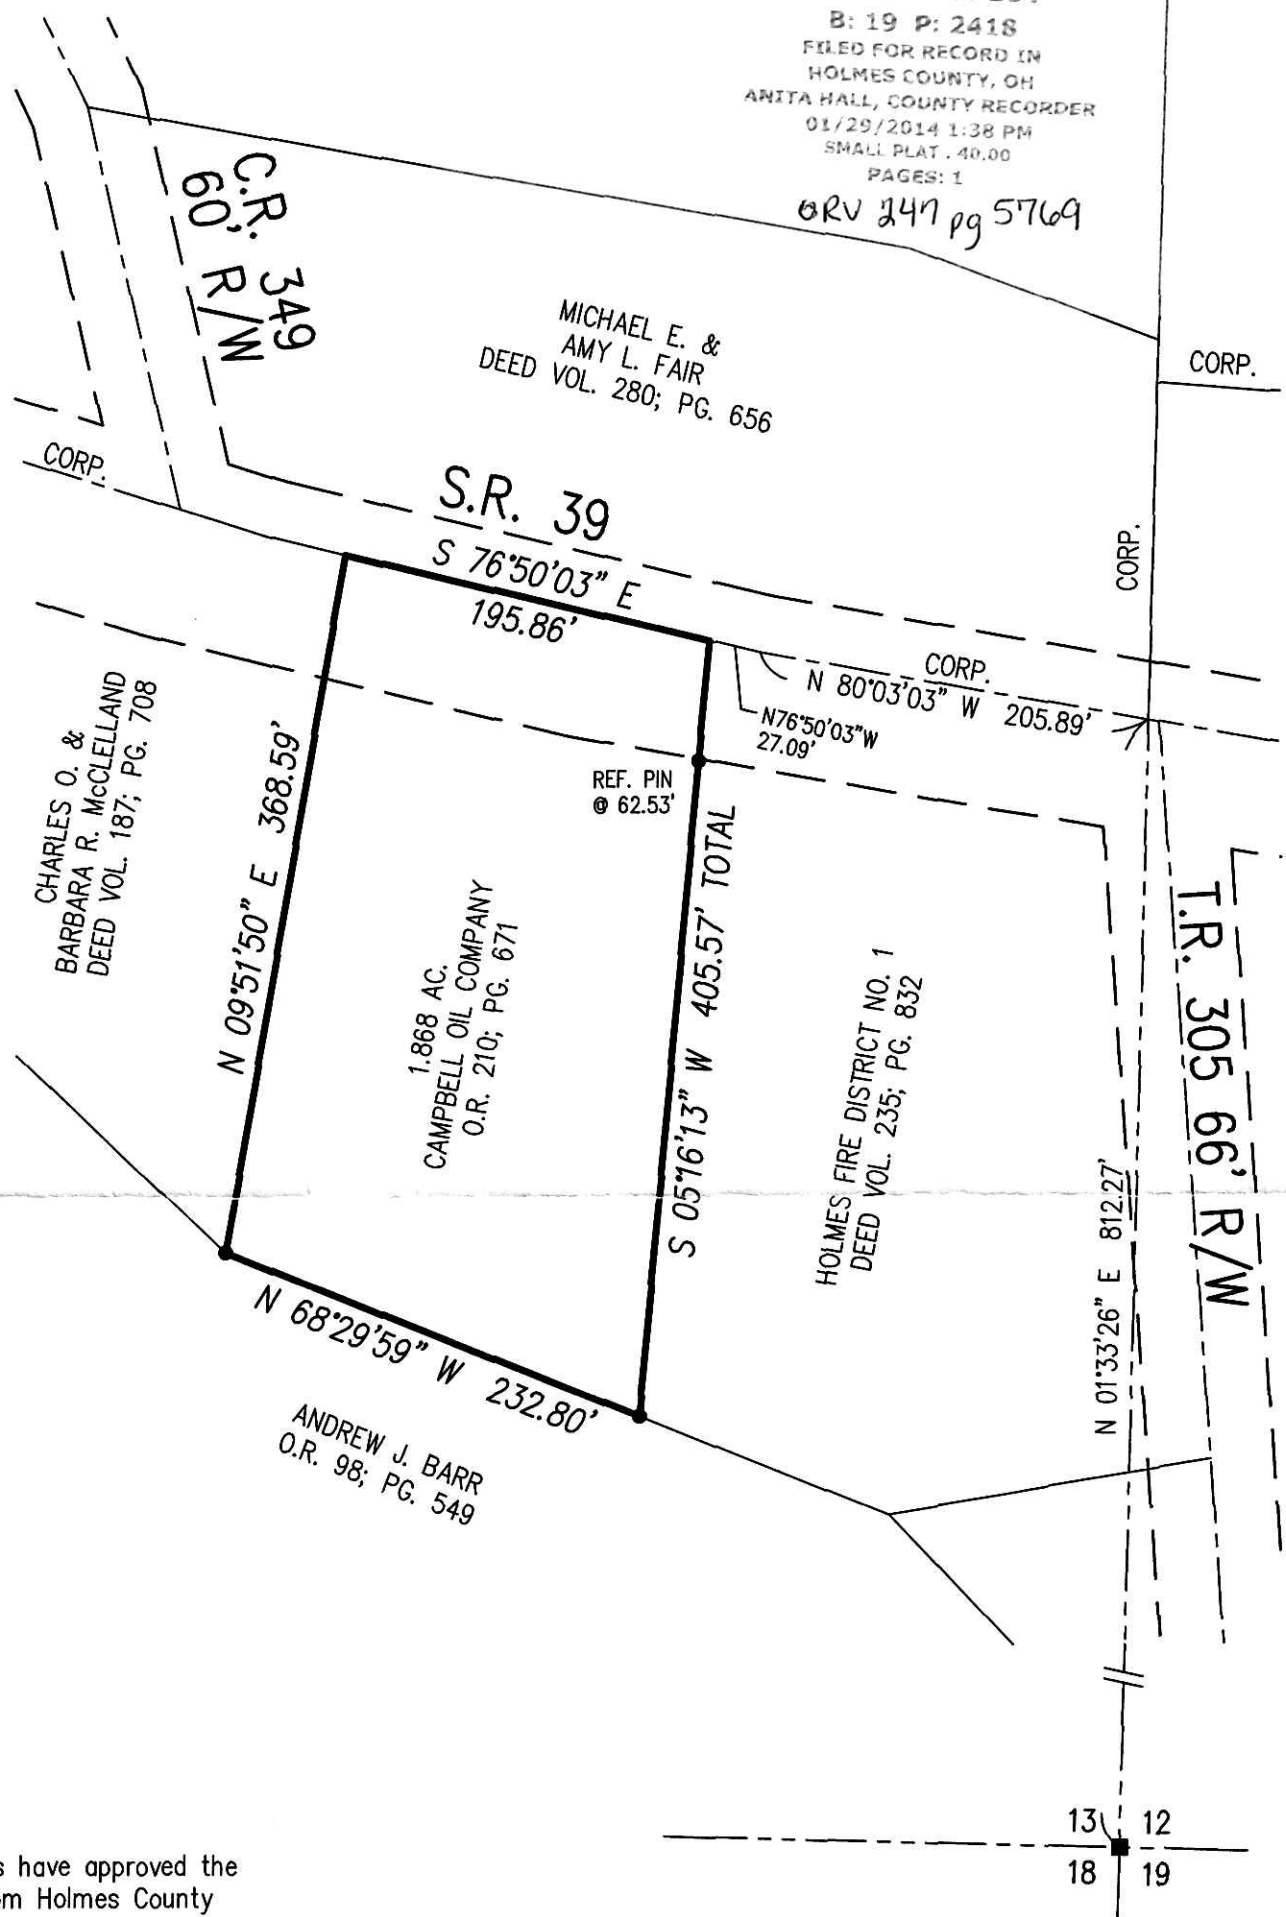 B: 19 P: 2418
FILED FOR RECORD IN
HOLMES COUNTY, OH
ANITA HALL, COUNTY RECORDER
01/29/2014 1:38 PM
SMALL PLAT . 40.00
PAGES: 1
ORV 247 pg 5769
C.R. 349
60' R/W
MICHAEL E. &
AMY L. FAIR
DEED VOL. 280; PG. 656
CORP.
CORP.
CORP.
S.R. 39
S 76°50'03" E
195.86'
CORP.
N 80°03'03" W 205.89'
N76°50'03"W
27.09'
REF. PIN
@ 62.53'
CHARLES O. &
BARBARA R. McCLELLAND
DEED VOL. 187; PG. 708
N 09°51'50" E 368.59'
1.868 AC.
CAMPBELL OIL COMPANY
O.R. 210; PG. 671
S 05°16'13" W 405.57' TOTAL
HOLMES FIRE DISTRICT NO. 1
DEED VOL. 235; PG. 832
T.R. 305 66' R/W
N 01°33'26" E 812.27'
N 68°29'59" W 232.80'
ANDREW J. BARR
O.R. 98; PG. 549
13 12
18 19
s have approved the
m Holmes County